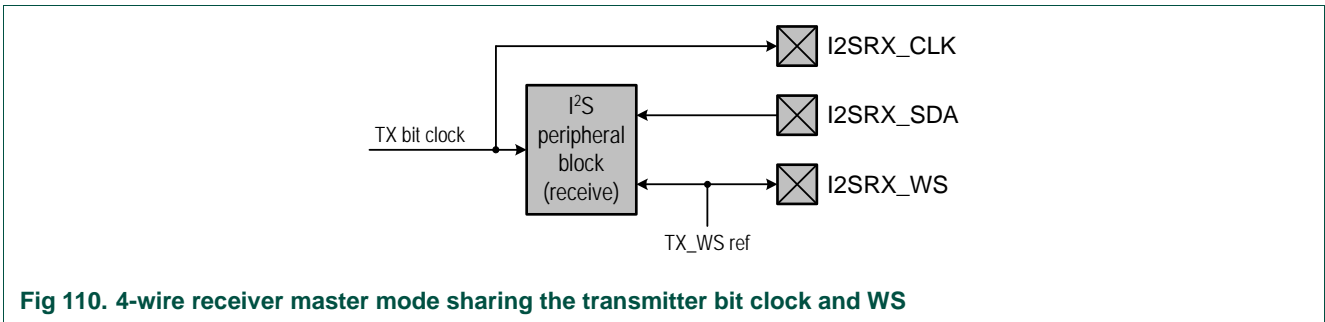 I2SRX_CLK
I²S
peripheral
block
(receive)
I2SRX_SDA
TX bit clock
I2SRX_WS
TX_WS ref
Fig 110. 4-wire receiver master mode sharing the transmitter bit clock and WS